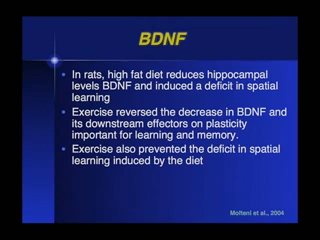 BDNF
• In rats, high fat diet reduces hippocampal
levels BDNF and induced a deficit in spatial
learning
• Exercise reversed the decrease in BDNF and
its downstream effectors on plasticity
important for learning and memory.
• Exercise also prevented the deficit in spatial
learning induced by the diet
Molteni et al., 2004